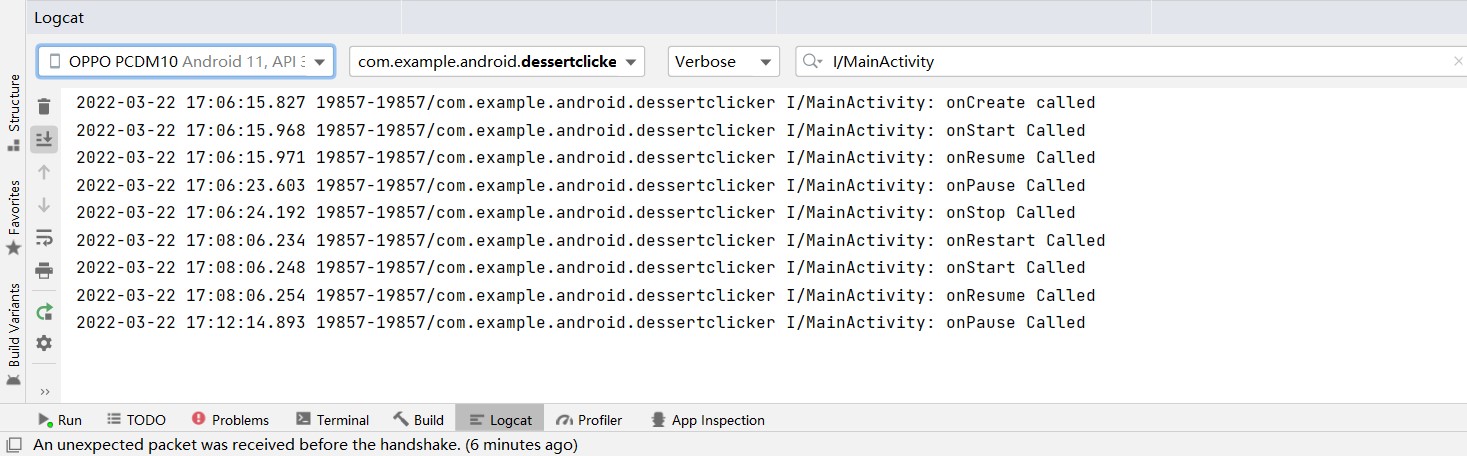 Logcat
OPPO PCDM10 Android 11, API
com.example.android.dessertclicke
Verbose
I/MainActivity
Structure
Favorites
Build Variants
2022-03-22 17:06:15.827 19857-19857/com.example.android.dessertclicker I/MainActivity: onCreate called
2022-03-22 17:06:15.968 19857-19857/com.example.android.dessertclicker I/MainActivity: onStart Called
2022-03-22 17:06:15.971 19857-19857/com.example.android.dessertclicker I/MainActivity: onResume Called
2022-03-22 17:06:23.603 19857-19857/com.example.android.dessertclicker I/MainActivity: onPause Called
2022-03-22 17:06:24.192 19857-19857/com.example.android.dessertclicker I/MainActivity: onStop Called
2022-03-22 17:08:06.234 19857-19857/com.example.android.dessertclicker I/MainActivity: onRestart Called
2022-03-22 17:08:06.248 19857-19857/com.example.android.dessertclicker I/MainActivity: onStart Called
2022-03-22 17:08:06.254 19857-19857/com.example.android.dessertclicker I/MainActivity: onResume Called
2022-03-22 17:12:14.893 19857-19857/com.example.android.dessertclicker I/MainActivity: onPause Called
Run TODO Problems Terminal Build Logcat Profiler App Inspection
An unexpected packet was received before the handshake. (6 minutes ago)